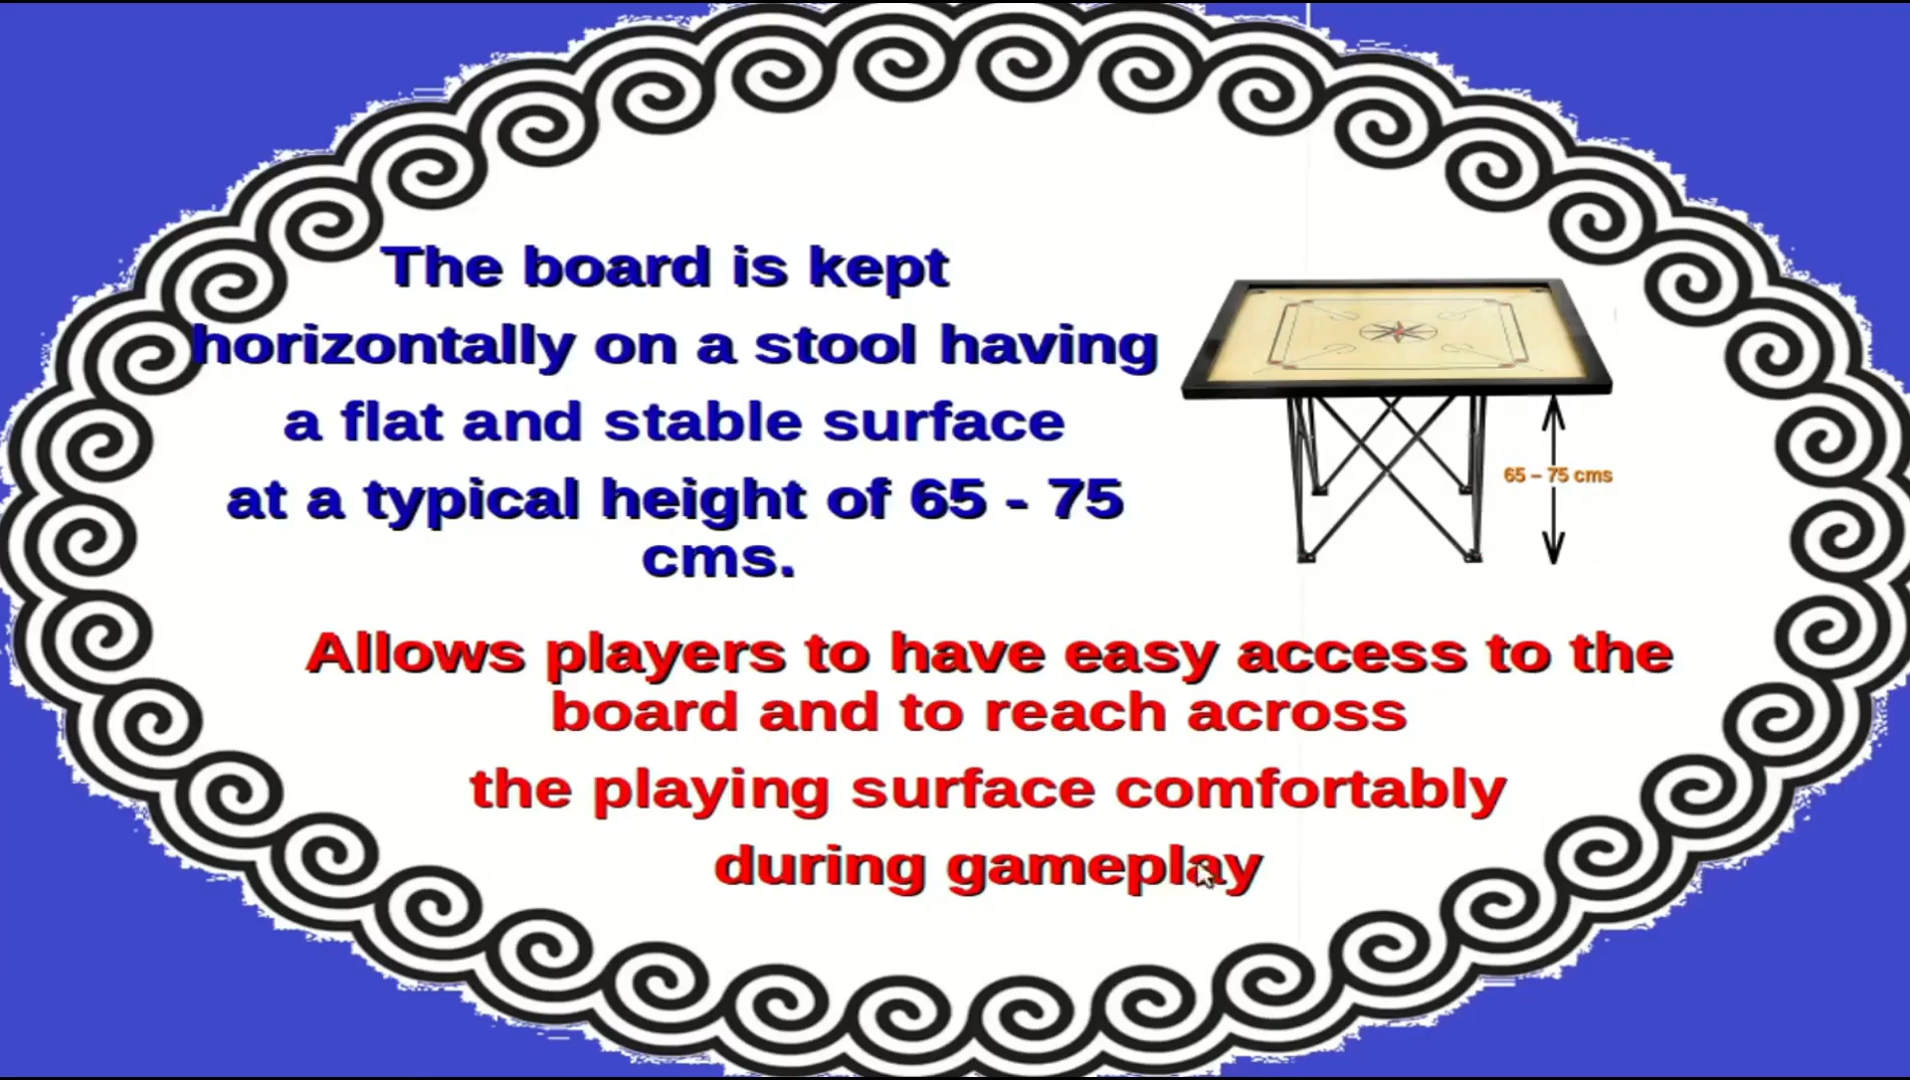 The board is kept
horizontally on a stool having
a flat and stable surface
at a typical height of 65 - 75
cms.
65 – 75 cms
Allows players to have easy access to the
board and to reach across
the playing surface comfortably
during gameplay